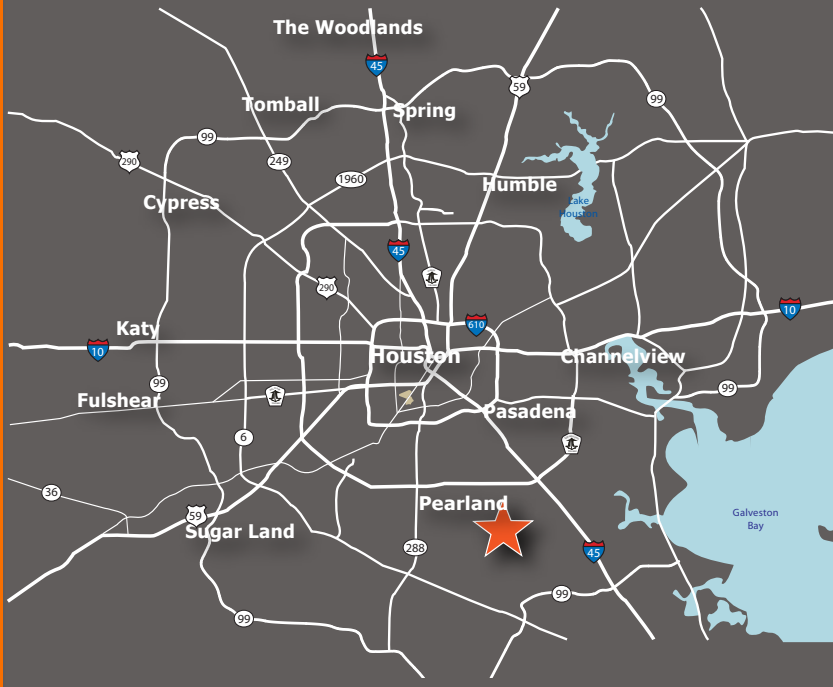 The Woodlands
45
59
Tomball
Spring
99
99
290
249
1960
Cypress
Humble
Lake
Houston
45
290
610
10
Katy
10
Houston
Channelview
99
99
Fulshear
Pasadena
6
36
Pearland
59
Sugar Land
Galveston
Bay
288
45
99
99